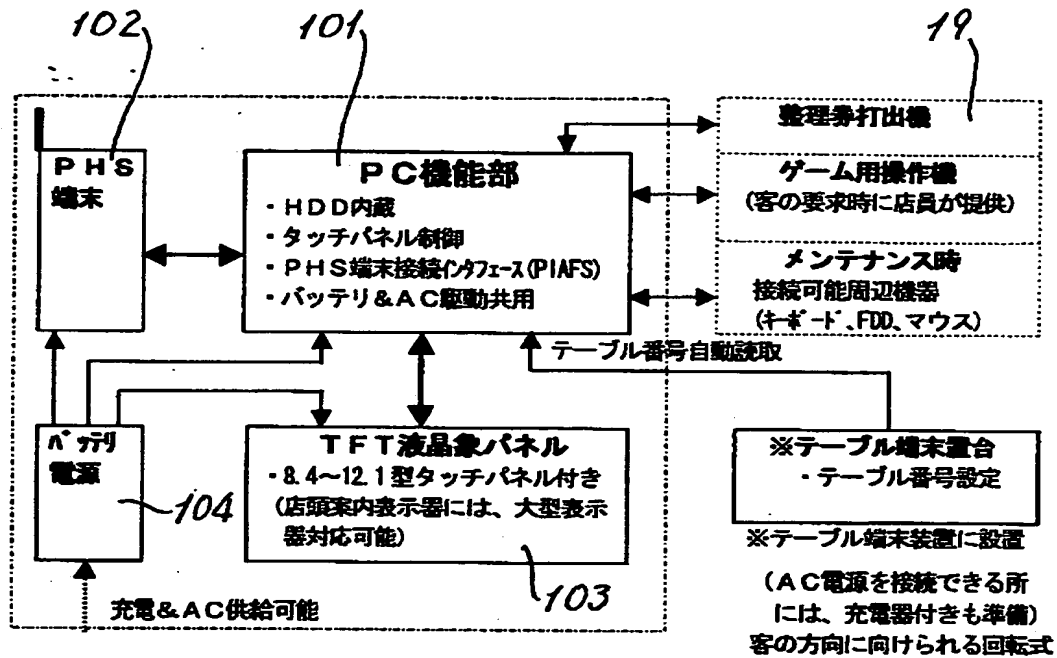 102
101
19
PHS
端末
PC機能部
・HDD内蔵
・タッチパネル制御
・PHS端末接続インタフェース(PIAFS)
・バッテリ&AC駆動共用
整理券打出機
ゲーム用操作機
(客の要求時に店員が提供)
メンテナンス時
接続可能周辺機器
(キーボード、FDD、マウス)
テーブル番号自動読取
バッテリ
電源
104
TFT液晶象パネル
・8.4~12.1型タッチパネル付き
(店頭案内表示器には、大型表示
器対応可能)
103
充電&AC供給可能
※テーブル端末置台
・テーブル番号設定
※テーブル端末装置に設置
(AC電源を接続できる所
には、充電器付きも準備)
客の方向に向けられる回転式